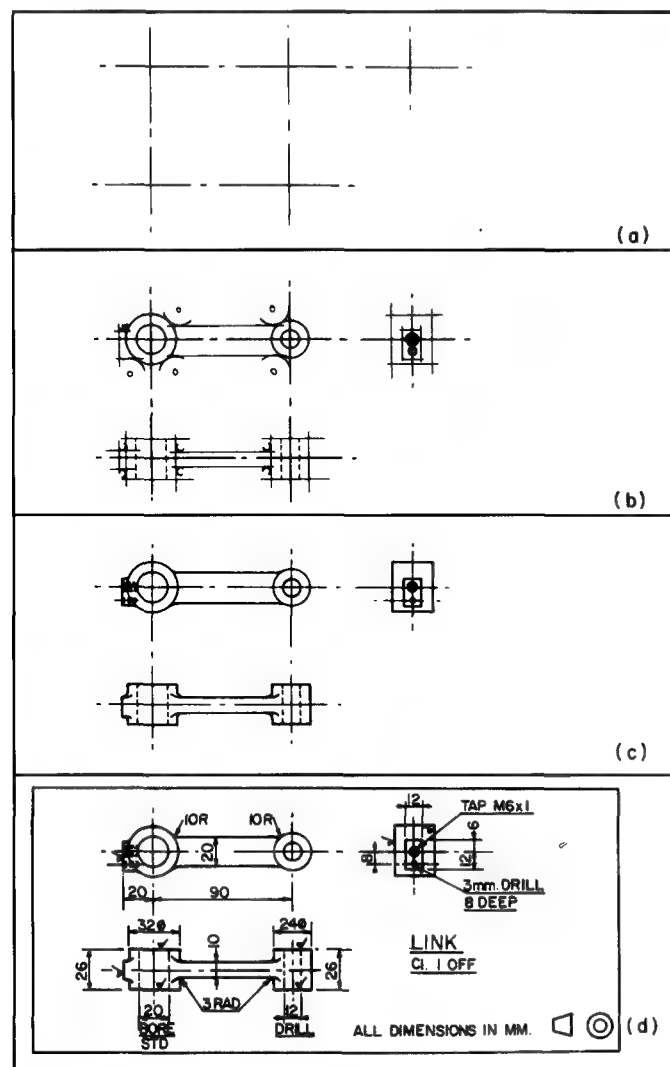 (a)
(b)
(c)
12
TAP M6x1
10R
10R
20
8
6
12
20
90
3mm. DRILL
8 DEEP
32⌀
24⌀
10
26
26
LINK
CI. 1 OFF
3 RAD
20
BORE
STD
12
DRILL
ALL DIMENSIONS IN MM.
(d)